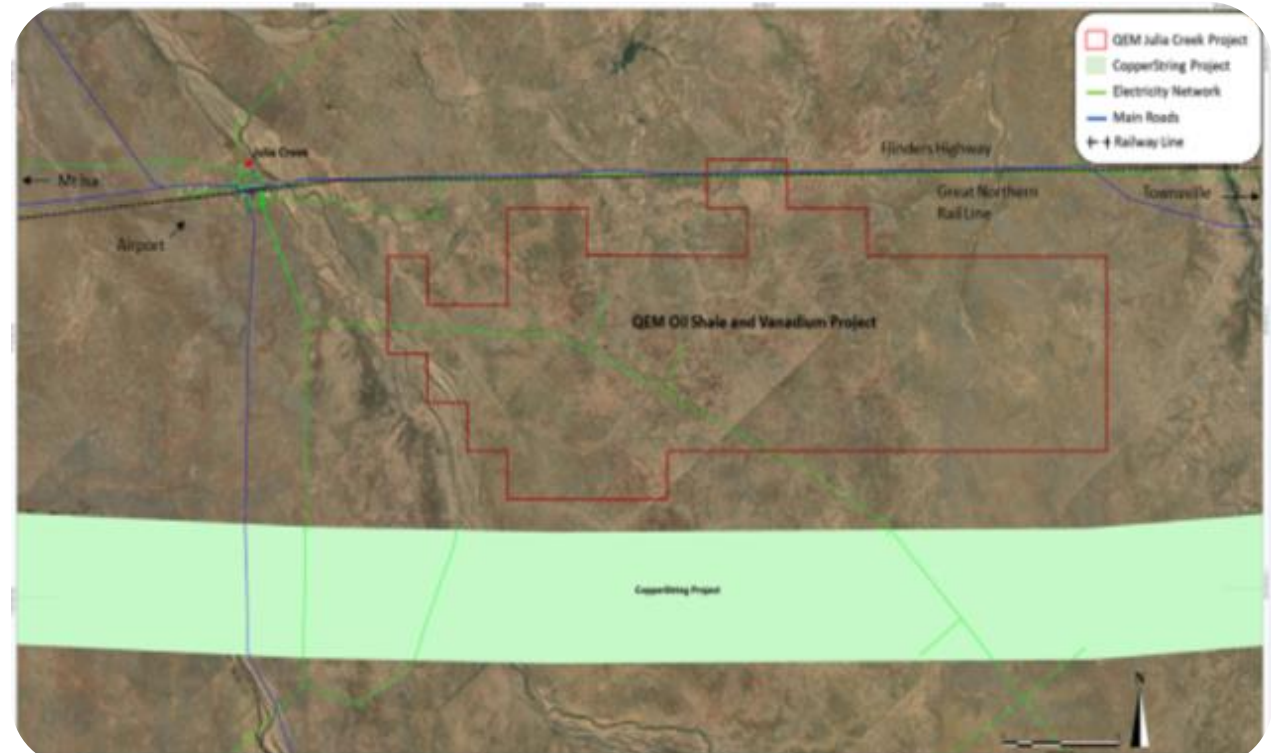 QEM Julia Creek Project
CopperString Project
Electricity Network
Main Roads
Railway Line
Julia Creek
Flinders Highway
Mt Isa
Great Northern
Rail Line
Townsville
Airport
QEM Oil Shale and Vanadium Project
CopperString Project
N